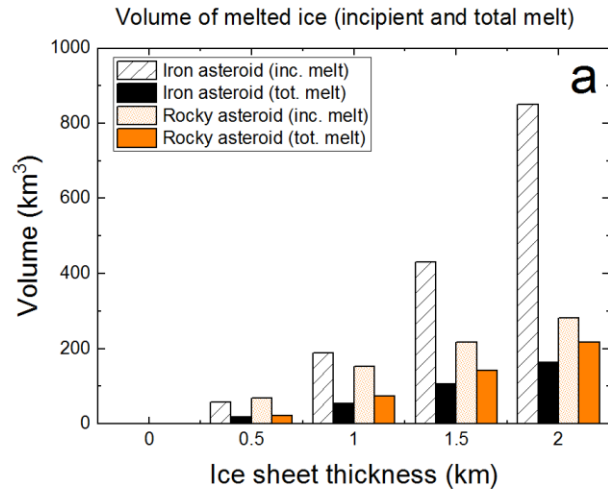 Volume of melted ice (incipient and total melt)
a
Iron asteroid (inc. melt)
Iron asteroid (tot. melt)
Rocky asteroid (inc. melt)
Rocky asteroid (tot. melt)
Volume (km³)
1000
800
600
400
200
0
0 0.5 1 1.5 2
Ice sheet thickness (km)